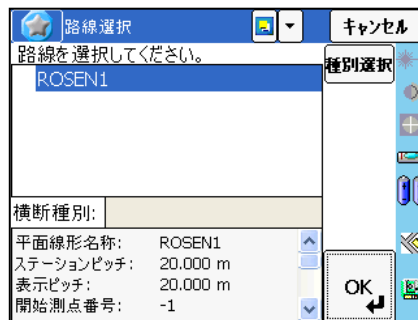 路線選択
キャンセル
路線を選択してください。
種別選択
ROSEN1
横断種別:
平面線形名称: ROSEN1
ステーションピッチ: 20.000 m
表示ピッチ: 20.000 m
開始測点番号: -1
OK